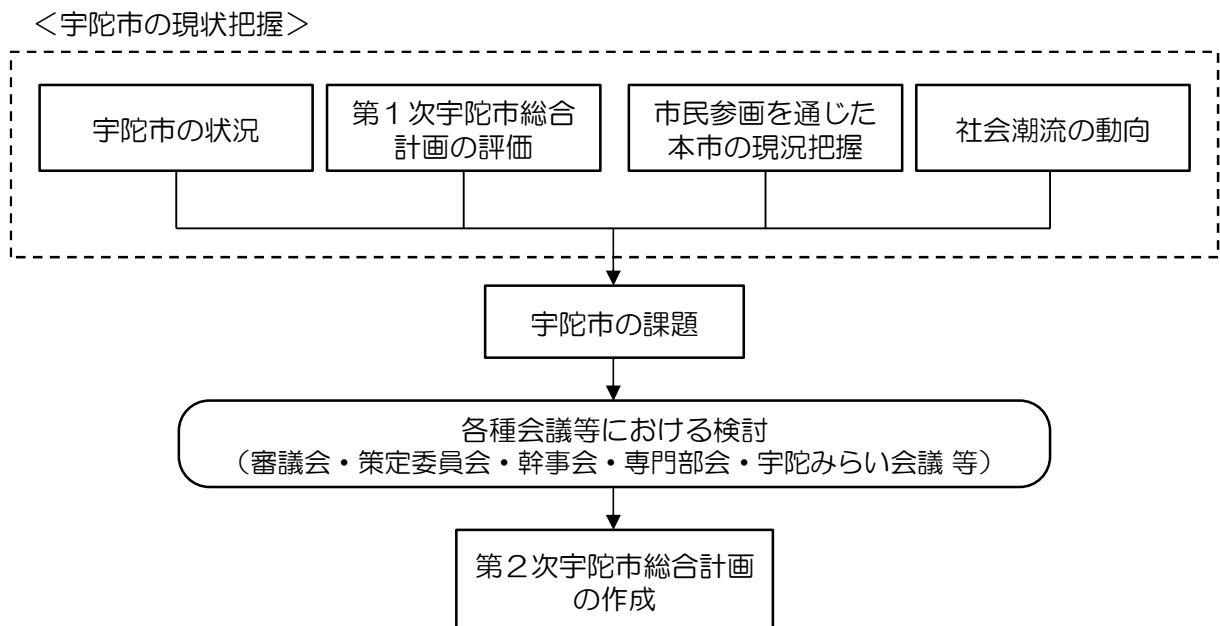 ＜宇陀市の現状把握＞
宇陀市の状況
第１次宇陀市総合
計画の評価
市民参画を通じた
本市の現況把握
社会潮流の動向
宇陀市の課題
各種会議等における検討
（審議会・策定委員会・幹事会・専門部会・宇陀みらい会議 等）
第２次宇陀市総合計画
の作成